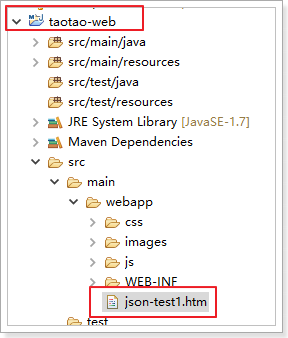 taotao-web
src/main/java
src/main/resources
src/test/java
src/test/resources
JRE System Library [JavaSE-1.7]
Maven Dependencies
src
main
webapp
css
images
js
WEB-INF
json-test1.htm
test